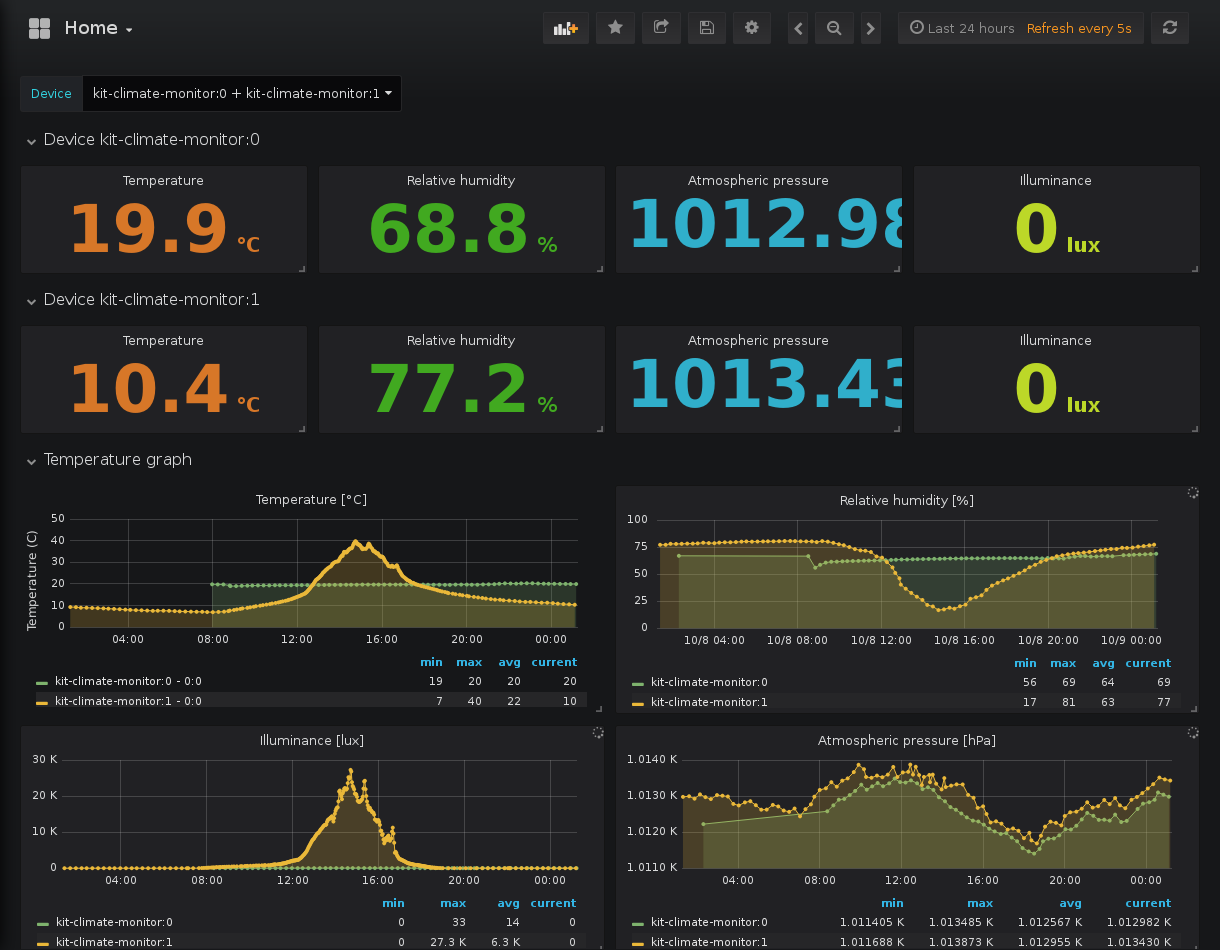 Home
Last 24 hours Refresh every 5s
Device kit-climate-monitor:0 + kit-climate-monitor:1
Device kit-climate-monitor:0
Temperature Relative humidity Atmospheric pressure Illuminance
19.9 °C 68.8 % 1012.98 0 lux
Device kit-climate-monitor:1
Temperature Relative humidity Atmospheric pressure Illuminance
10.4 °C 77.2 % 1013.43 0 lux
Temperature graph
Temperature [°C]
Temperature (C)
50
40
30
20
10
0
04:00 08:00 12:00 16:00 20:00 00:00
min max avg current
kit-climate-monitor:0 - 0:0 19 20 20 20
kit-climate-monitor:1 - 0:0 7 40 22 10
Relative humidity [%]
100
75
50
25
0
10/8 04:00 10/8 08:00 10/8 12:00 10/8 16:00 10/8 20:00 10/9 00:00
min max avg current
kit-climate-monitor:0 56 69 64 69
kit-climate-monitor:1 17 81 63 77
Illuminance [lux]
30 K
20 K
10 K
0
04:00 08:00 12:00 16:00 20:00 00:00
min max avg current
kit-climate-monitor:0 0 33 14 0
kit-climate-monitor:1 0 27.3 K 6.3 K 0
Atmospheric pressure [hPa]
1.0140 K
1.0130 K
1.0120 K
1.0110 K
04:00 08:00 12:00 16:00 20:00 00:00
min max avg current
kit-climate-monitor:0 1.011405 K 1.013485 K 1.012567 K 1.012982 K
kit-climate-monitor:1 1.011688 K 1.013873 K 1.012955 K 1.013430 K